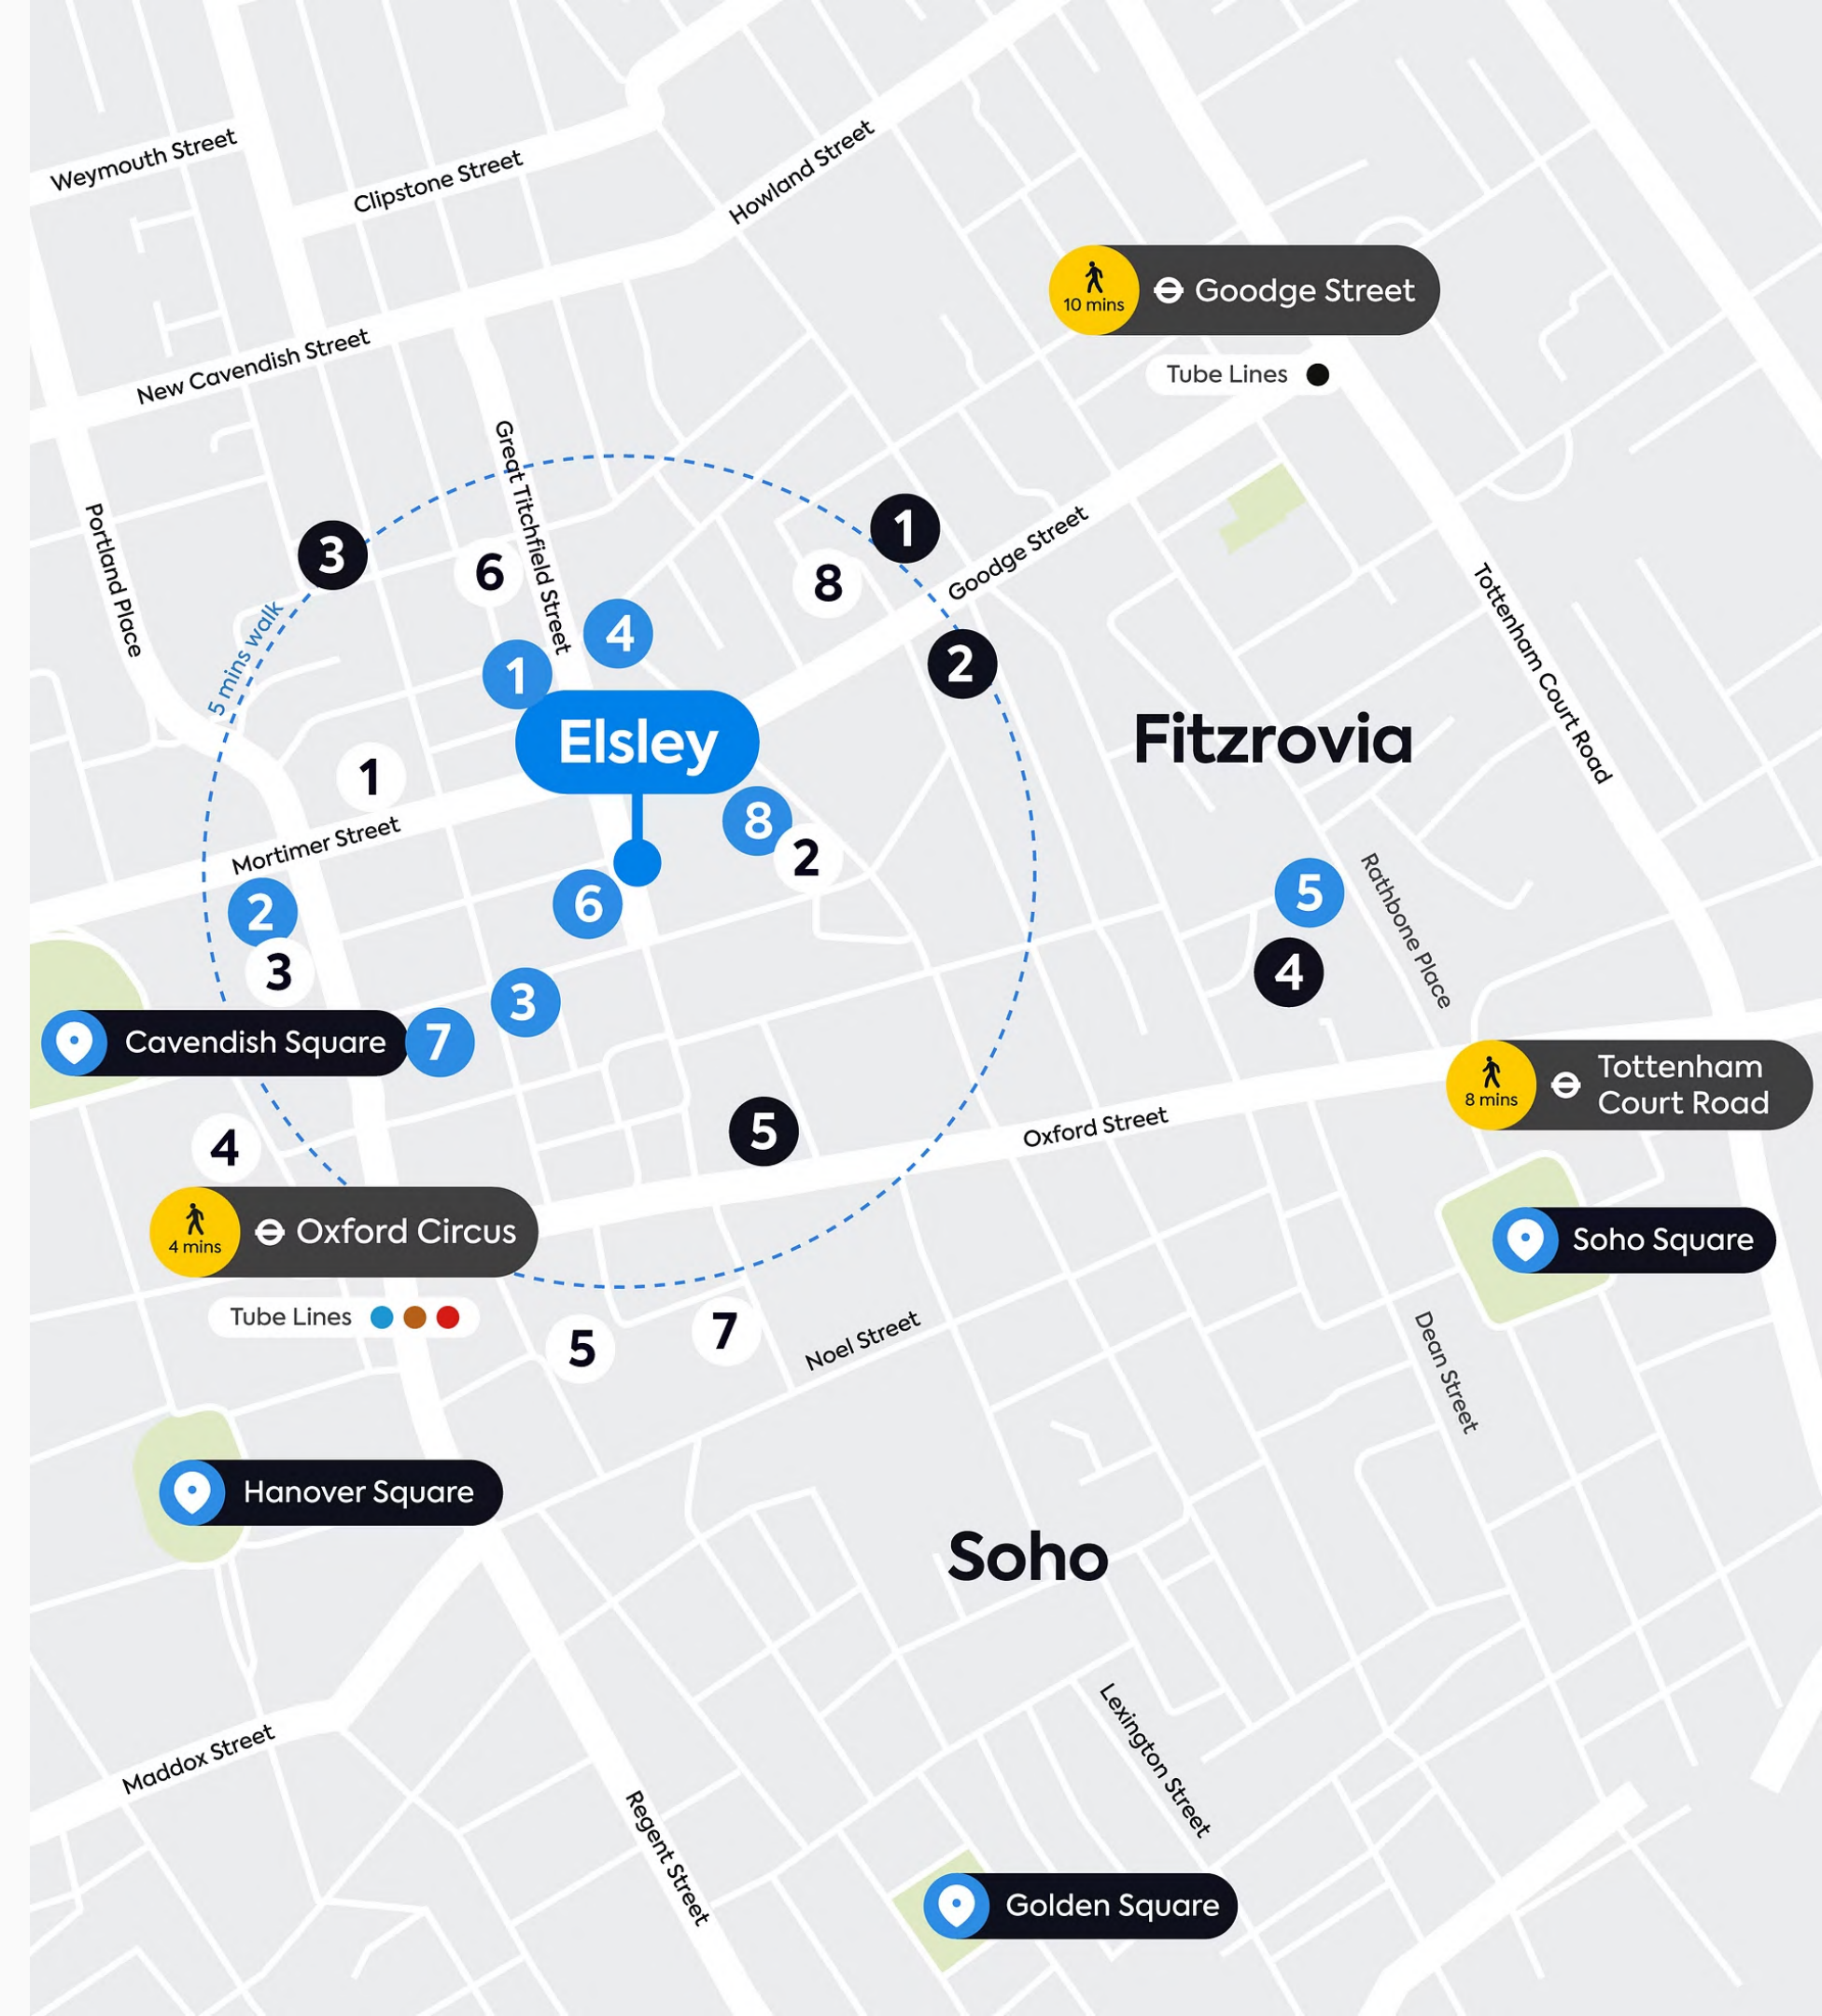 Weymouth Street
Clipstone Street
Howland Street
10 mins
Goodge Street
Tube Lines
New Cavendish Street
Great Titchfield Street
Portland Place
1
3
6
8
Goodge Street
Tottenham Court Road
5 mins walk
4
1
2
Elsley
Fitzrovia
1
8
2
Mortimer Street
Rathbone Place
2
6
5
3
4
3
Cavendish Square
7
8 mins
Tottenham
Court Road
4
5
Oxford Street
4 mins
Oxford Circus
Soho Square
Tube Lines
5
7
Noel Street
Dean Street
Hanover Square
Soho
Maddox Street
Lexington Street
Regent Street
Golden Square